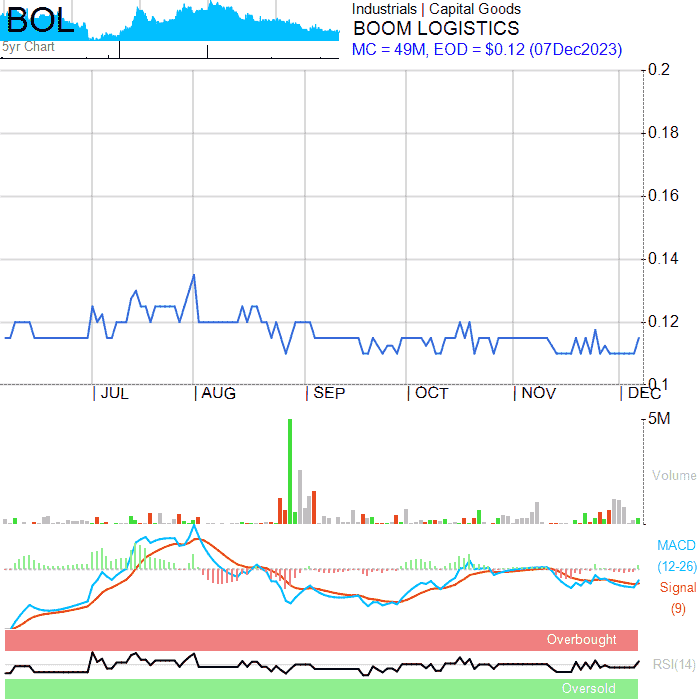 BOL
5yr Chart
Industrials | Capital Goods
BOOM LOGISTICS
MC = 49M, EOD = $0.12 (07Dec2023)
0.2
0.18
0.16
0.14
0.12
0.1
JUL AUG SEP OCT NOV DEC
5M
Volume
MACD
(12-26)
Signal
(9)
Overbought
RSI(14)
Oversold